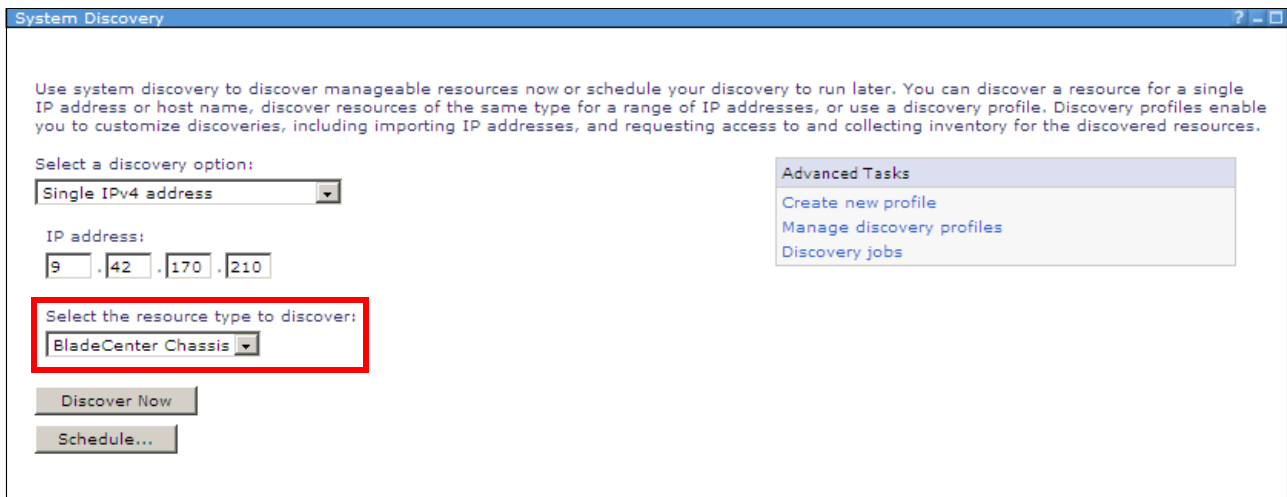 System Discovery ? – □
Use system discovery to discover manageable resources now or schedule your discovery to run later. You can discover a resource for a single
IP address or host name, discover resources of the same type for a range of IP addresses, or use a discovery profile. Discovery profiles enable
you to customize discoveries, including importing IP addresses, and requesting access to and collecting inventory for the discovered resources.
Select a discovery option:
Single IPv4 address
IP address:
9 . 42 . 170 . 210
Select the resource type to discover:
BladeCenter Chassis
Discover Now
Schedule...
Advanced Tasks
Create new profile
Manage discovery profiles
Discovery jobs